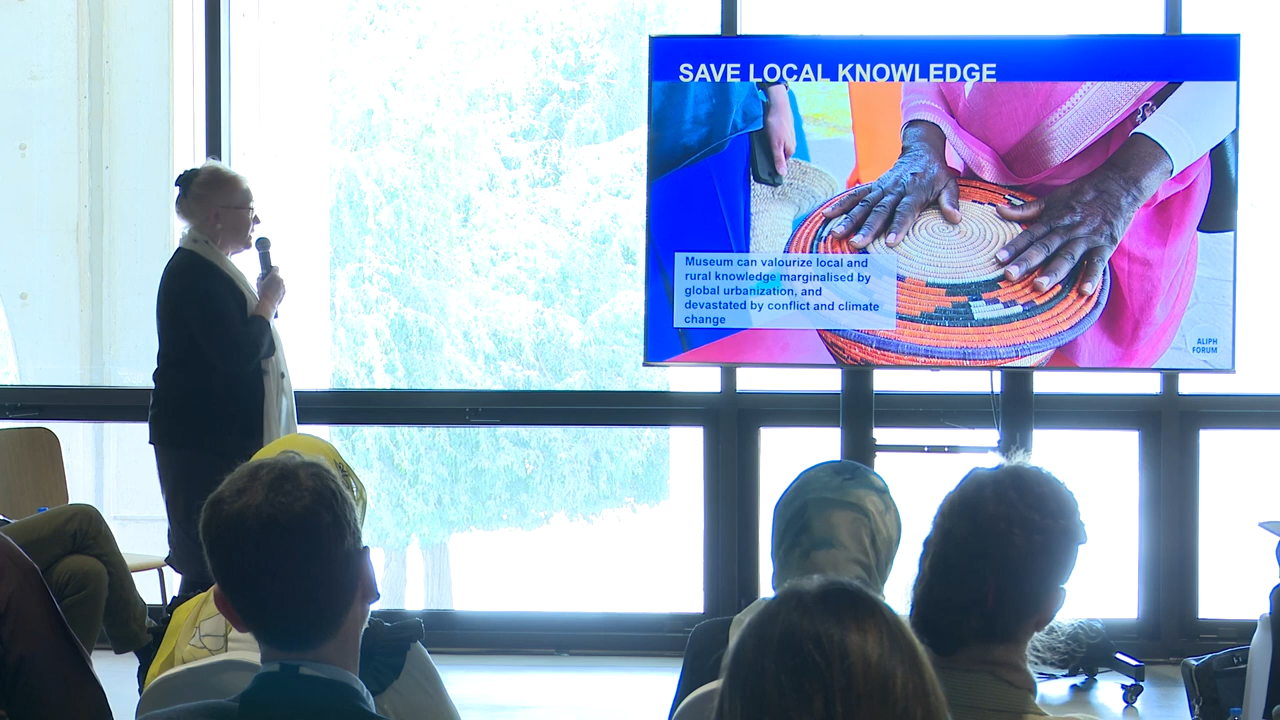 SAVE LOCAL KNOWLEDGE
Museum can valourize local and
rural knowledge marginalised by
global urbanization, and
devastated by conflict and climate
change
ALIPH
FORUM